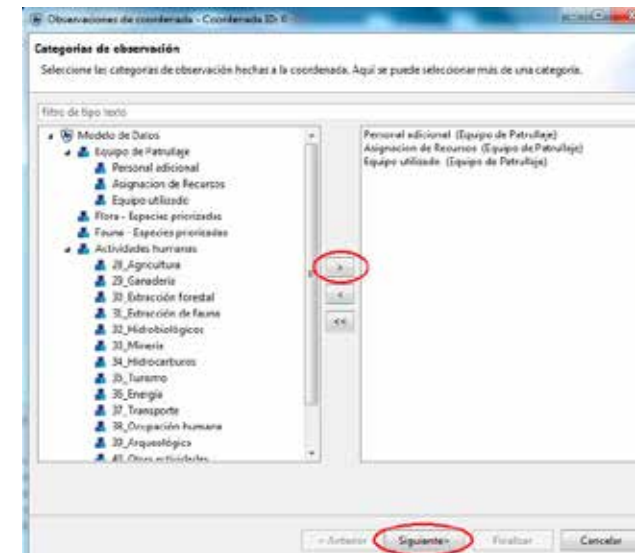 Observaciones de coordenada - Coordenada ID: 6
Categorías de observación
Seleccione las categorías de observación hechas a la coordenada. Aquí se puede seleccionar más de una categoría.
filtro de tipo texto
Modelo de Datos
Equipo de Patrullaje
Personal adicional
Asignacion de Recursos
Equipo utilizado
Flora - Especies priorizadas
Fauna - Especies priorizadas
Actividades humanas
28_Agricultura
29_Ganadería
30_Extracción forestal
31_Extracción de fauna
32_Hidrobiológicos
33_Minería
34_Hidrocarburos
35_Turismo
36_Energía
37_Transporte
38_Ocupación humana
39_Arqueológico
40_Otras actividades
>
<
<<
Personal adicional (Equipo de Patrullaje)
Asignacion de Recursos (Equipo de Patrullaje)
Equipo utilizado (Equipo de Patrullaje)
< Anterior
Siguiente >
Finalizar
Cancelar